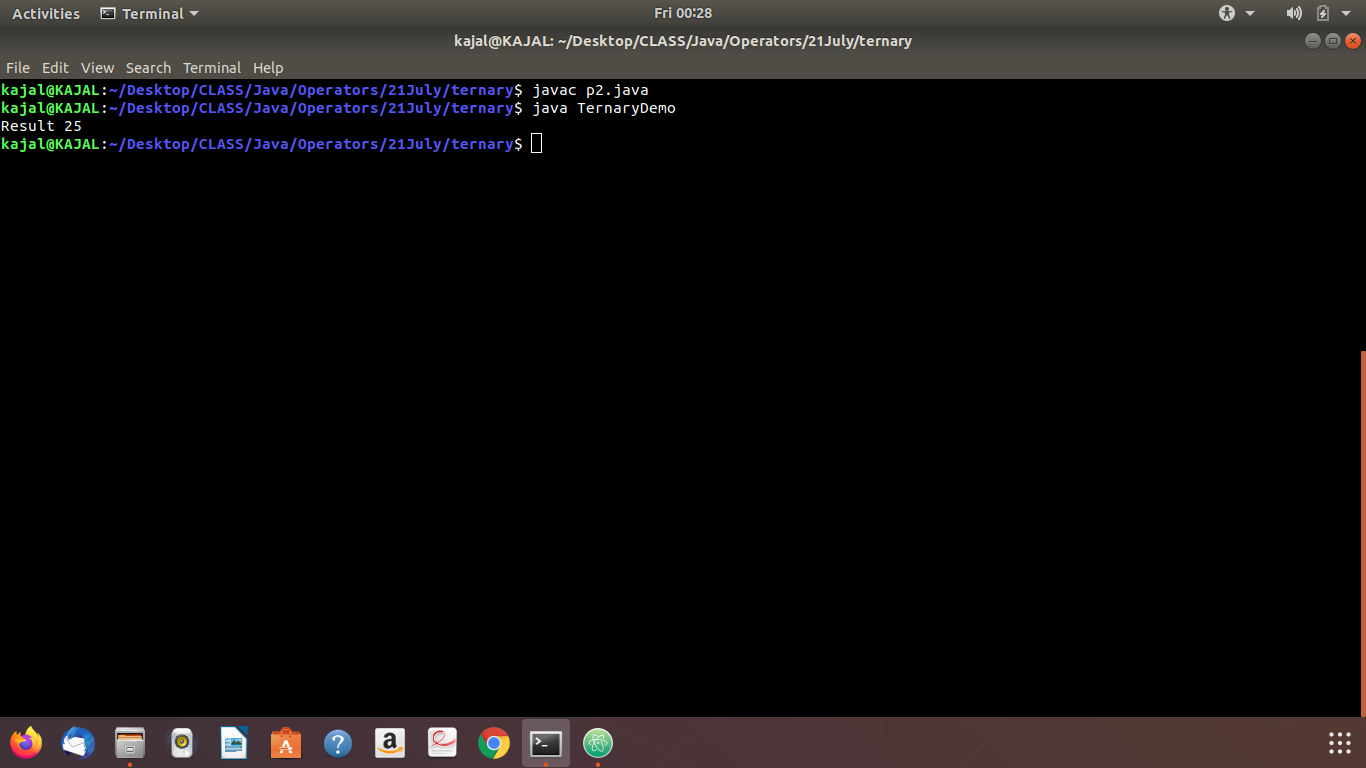 Activities Terminal Fri 00:28
kajal@KAJAL: ~/Desktop/CLASS/Java/Operators/21July/ternary
File Edit View Search Terminal Help
kajal@KAJAL:~/Desktop/CLASS/Java/Operators/21July/ternary$ javac p2.java
kajal@KAJAL:~/Desktop/CLASS/Java/Operators/21July/ternary$ java TernaryDemo
Result 25
kajal@KAJAL:~/Desktop/CLASS/Java/Operators/21July/ternary$